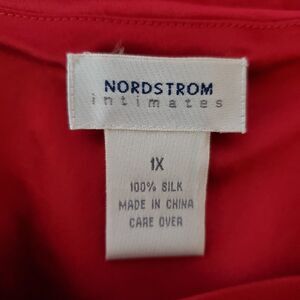 NORDSTROM
intimates
1X
100% SILK
MADE IN CHINA
CARE OVER